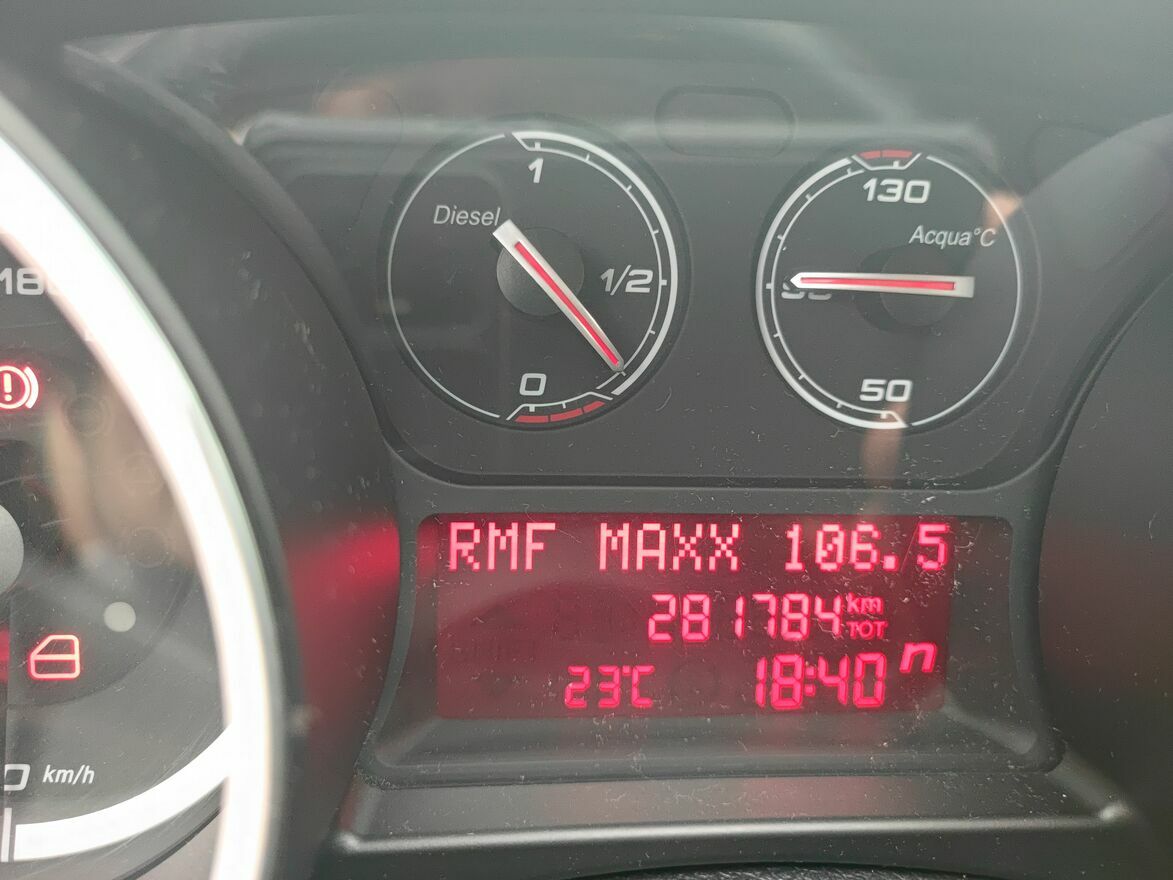 1
Diesel
1/2
0
130
Acqua°C
50
RMF MAXX 106.5
281784 km TOT
23°C 18:40 n
km/h